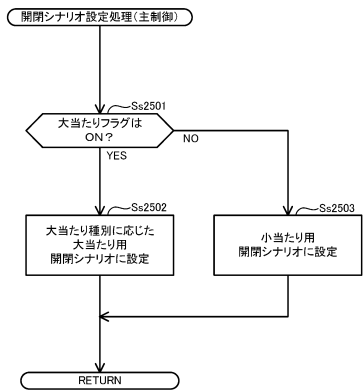 開閉シナリオ設定処理(主制御)
Ss2501
大当たりフラグは
ON?
NO
YES
Ss2502
大当たり種別に応じた
大当たり用
開閉シナリオに設定
Ss2503
小当たり用
開閉シナリオに設定
RETURN